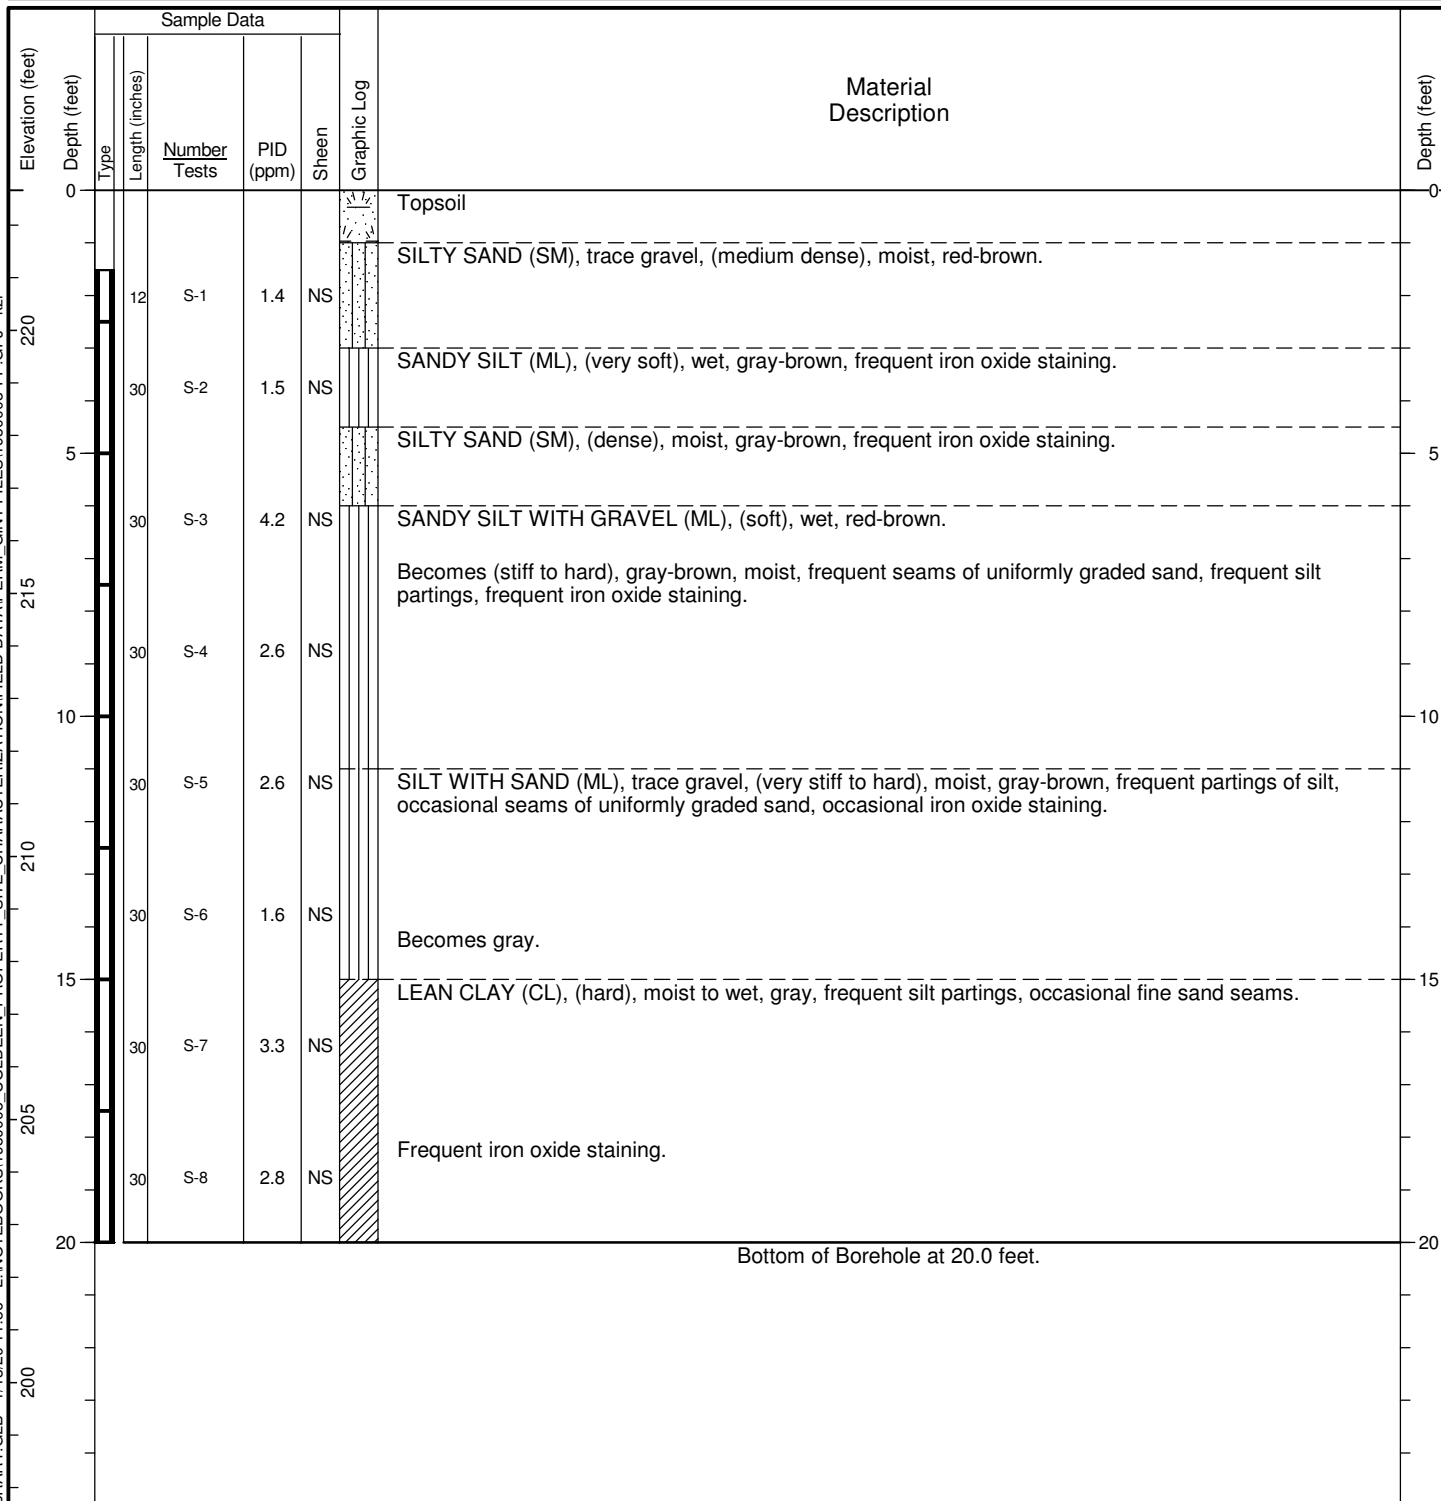 Sample Data
Elevation (feet)
Depth (feet)
Type
Length (inches)
Number
Tests
PID
(ppm)
Sheen
Graphic Log
Material
Description
Depth (feet)
0
Topsoil
0
SILTY SAND (SM), trace gravel, (medium dense), moist, red-brown.
12 S-1 1.4 NS
220
SANDY SILT (ML), (very soft), wet, gray-brown, frequent iron oxide staining.
30 S-2 1.5 NS
SILTY SAND (SM), (dense), moist, gray-brown, frequent iron oxide staining.
5
5
30 S-3 4.2 NS
SANDY SILT WITH GRAVEL (ML), (soft), wet, red-brown.
Becomes (stiff to hard), gray-brown, moist, frequent seams of uniformly graded sand, frequent silt
partings, frequent iron oxide staining.
215
30 S-4 2.6 NS
10
10
30 S-5 2.6 NS
SILT WITH SAND (ML), trace gravel, (very stiff to hard), moist, gray-brown, frequent partings of silt,
occasional seams of uniformly graded sand, occasional iron oxide staining.
210
30 S-6 1.6 NS
Becomes gray.
15
15
LEAN CLAY (CL), (hard), moist to wet, gray, frequent silt partings, occasional fine sand seams.
30 S-7 3.3 NS
205
Frequent iron oxide staining.
30 S-8 2.8 NS
20
20
Bottom of Borehole at 20.0 feet.
200